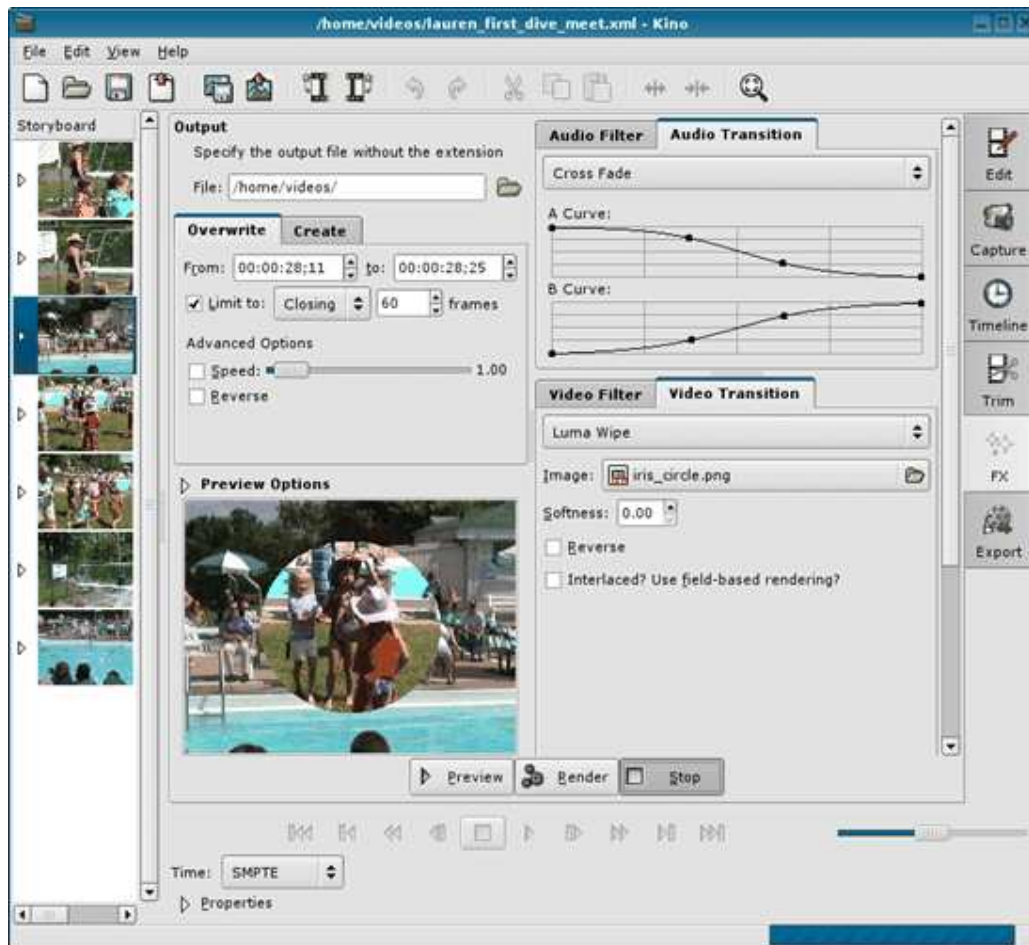 /home/videos/lauren_first_dive_meet.xml - Kino
File Edit View Help
Storyboard
Output
Specify the output file without the extension
File: /home/videos/
Overwrite Create
From: 00:00:28;11 to: 00:00:28;25
Limit to: Closing 60 frames
Advanced Options
Speed: 1.00
Reverse
Preview Options
Audio Filter Audio Transition
Cross Fade
A Curve:
B Curve:
Video Filter Video Transition
Luma Wipe
Image: iris_circle.png
Softness: 0.00
Reverse
Interlaced? Use field-based rendering?
Edit
Capture
Timeline
Trim
FX
Export
Preview Render Stop
Time: SMPTE
Properties